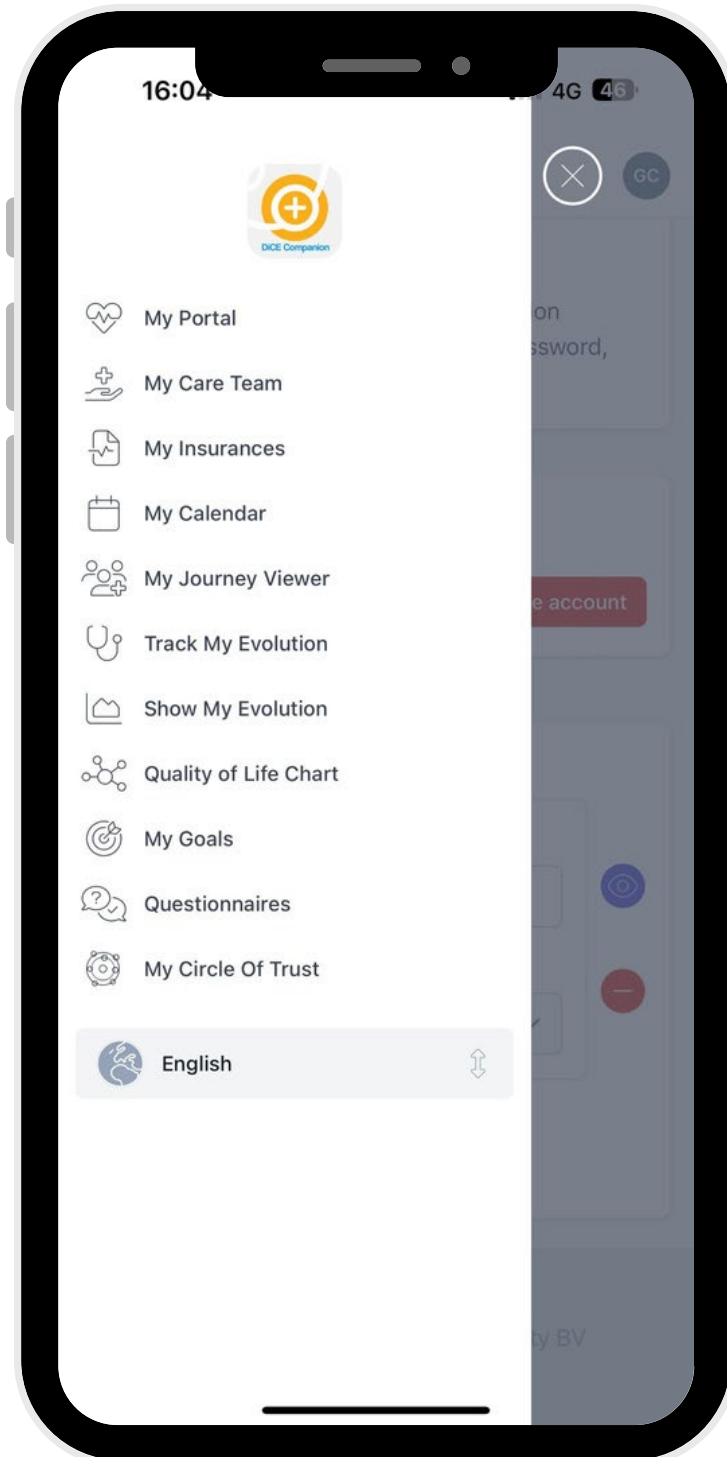 16:04
4G 46
GC
DiCE Companion
My Portal
on
ssword,
My Care Team
My Insurances
My Calendar
My Journey Viewer
e account
Track My Evolution
Show My Evolution
Quality of Life Chart
My Goals
Questionnaires
My Circle Of Trust
English
ty BV